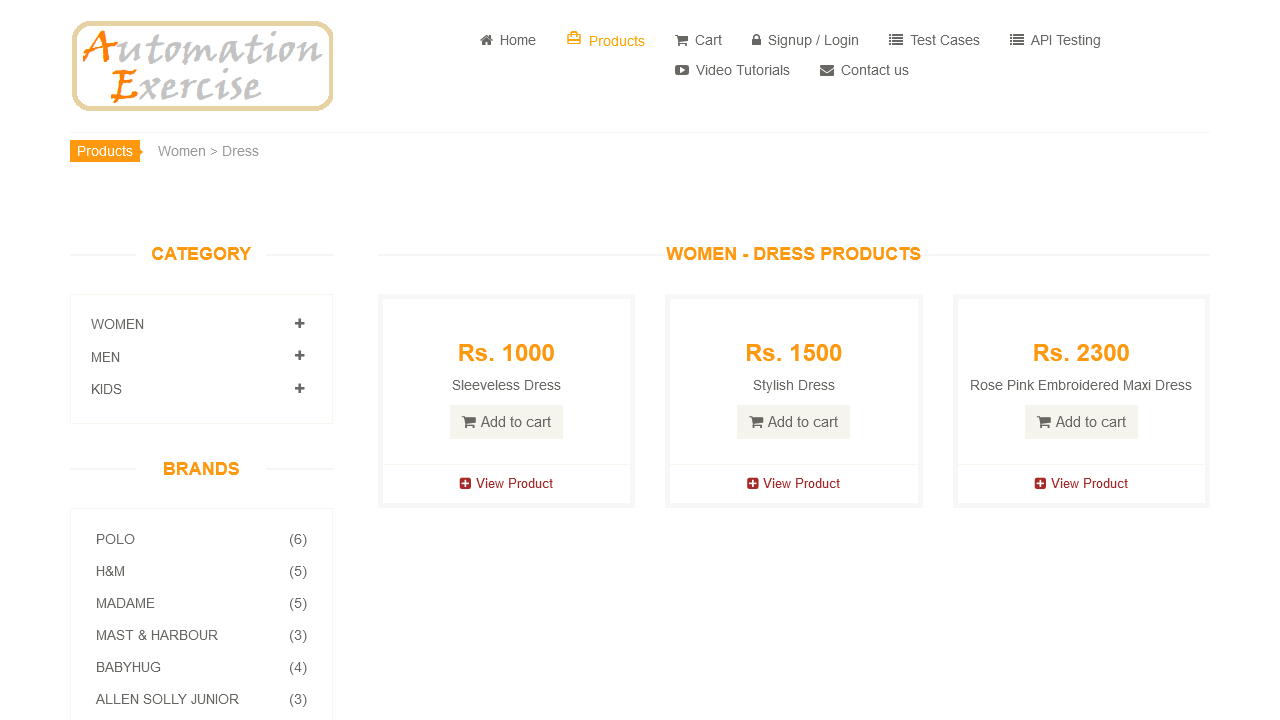 Automation
Exercise
Home
Products
Cart
Signup / Login
Test Cases
API Testing
Video Tutorials
Contact us
Products
Women > Dress
CATEGORY
WOMEN
MEN
KIDS
BRANDS
POLO (6)
H&M (5)
MADAME (5)
MAST & HARBOUR (3)
BABYHUG (4)
ALLEN SOLLY JUNIOR (3)
WOMEN - DRESS PRODUCTS
Rs. 1000
Sleeveless Dress
Add to cart
View Product
Rs. 1500
Stylish Dress
Add to cart
View Product
Rs. 2300
Rose Pink Embroidered Maxi Dress
Add to cart
View Product